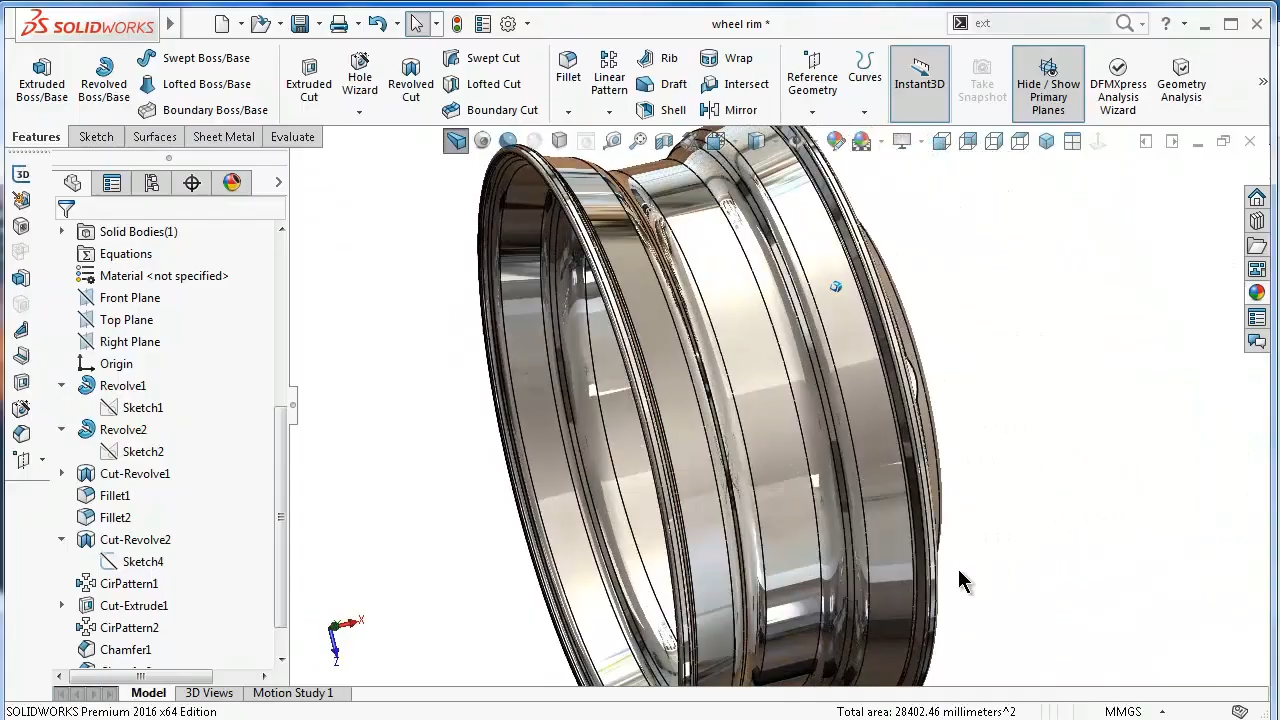 SOLIDWORKS
wheel rim *
ext
Extruded Boss/Base
Revolved Boss/Base
Swept Boss/Base
Lofted Boss/Base
Boundary Boss/Base
Extruded Cut
Hole Wizard
Revolved Cut
Swept Cut
Lofted Cut
Boundary Cut
Fillet
Linear Pattern
Rib
Draft
Shell
Wrap
Intersect
Mirror
Reference Geometry
Curves
Instant3D
Take Snapshot
Hide / Show Primary Planes
DFMXpress Analysis Wizard
Geometry Analysis
Features
Sketch
Surfaces
Sheet Metal
Evaluate
3D
Solid Bodies(1)
Equations
Material <not specified>
Front Plane
Top Plane
Right Plane
Origin
Revolve1
Sketch1
Revolve2
Sketch2
Cut-Revolve1
Fillet1
Fillet2
Cut-Revolve2
Sketch4
CirPattern1
Cut-Extrude1
CirPattern2
Chamfer1
X
Z
Model
3D Views
Motion Study 1
SOLIDWORKS Premium 2016 x64 Edition
Total area: 28402.46 millimeters^2
MMGS